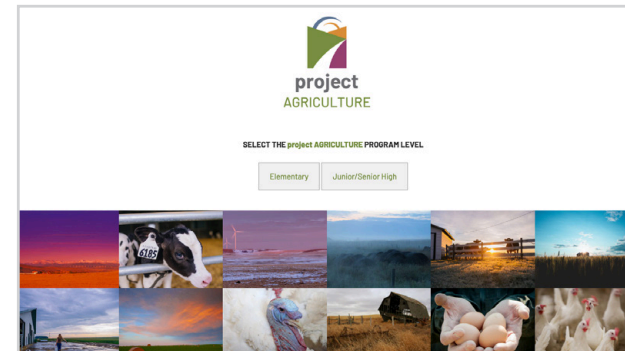 project
AGRICULTURE
SELECT THE project AGRICULTURE PROGRAM LEVEL
Elementary
Junior/Senior High
6185